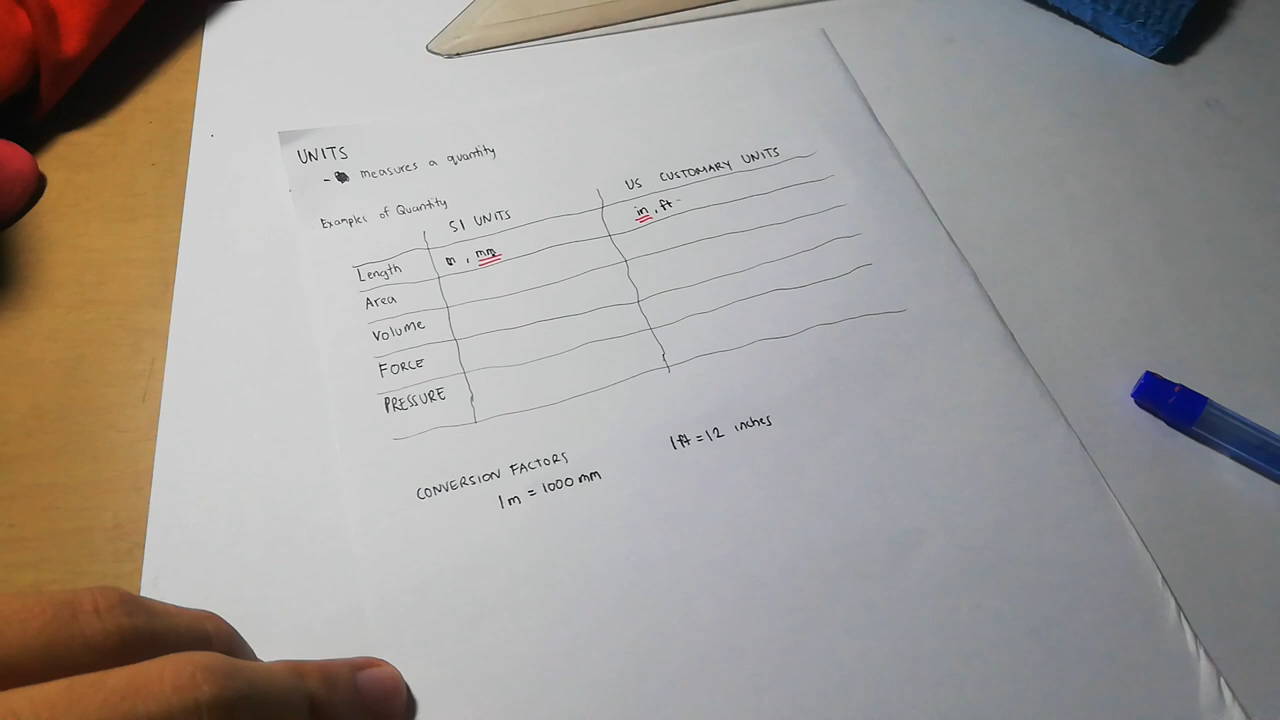 UNITS
- measures a quantity
Examples of Quantity
SI UNITS US CUSTOMARY UNITS
Length m, mm in, ft
Area
Volume
FORCE
PRESSURE
CONVERSION FACTORS
1m = 1000 mm 1ft = 12 inches